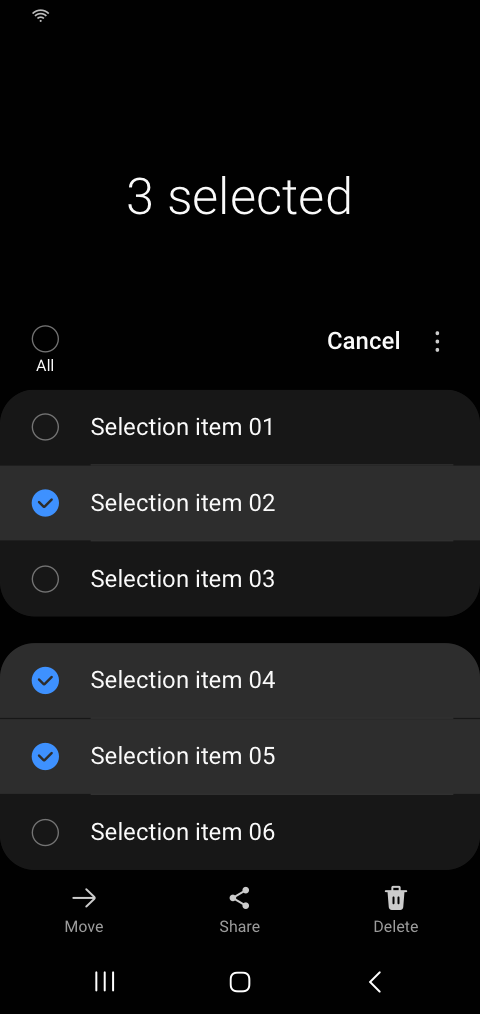 3 selected
All
Cancel
Selection item 01
Selection item 02
Selection item 03
Selection item 04
Selection item 05
Selection item 06
Move
Share
Delete